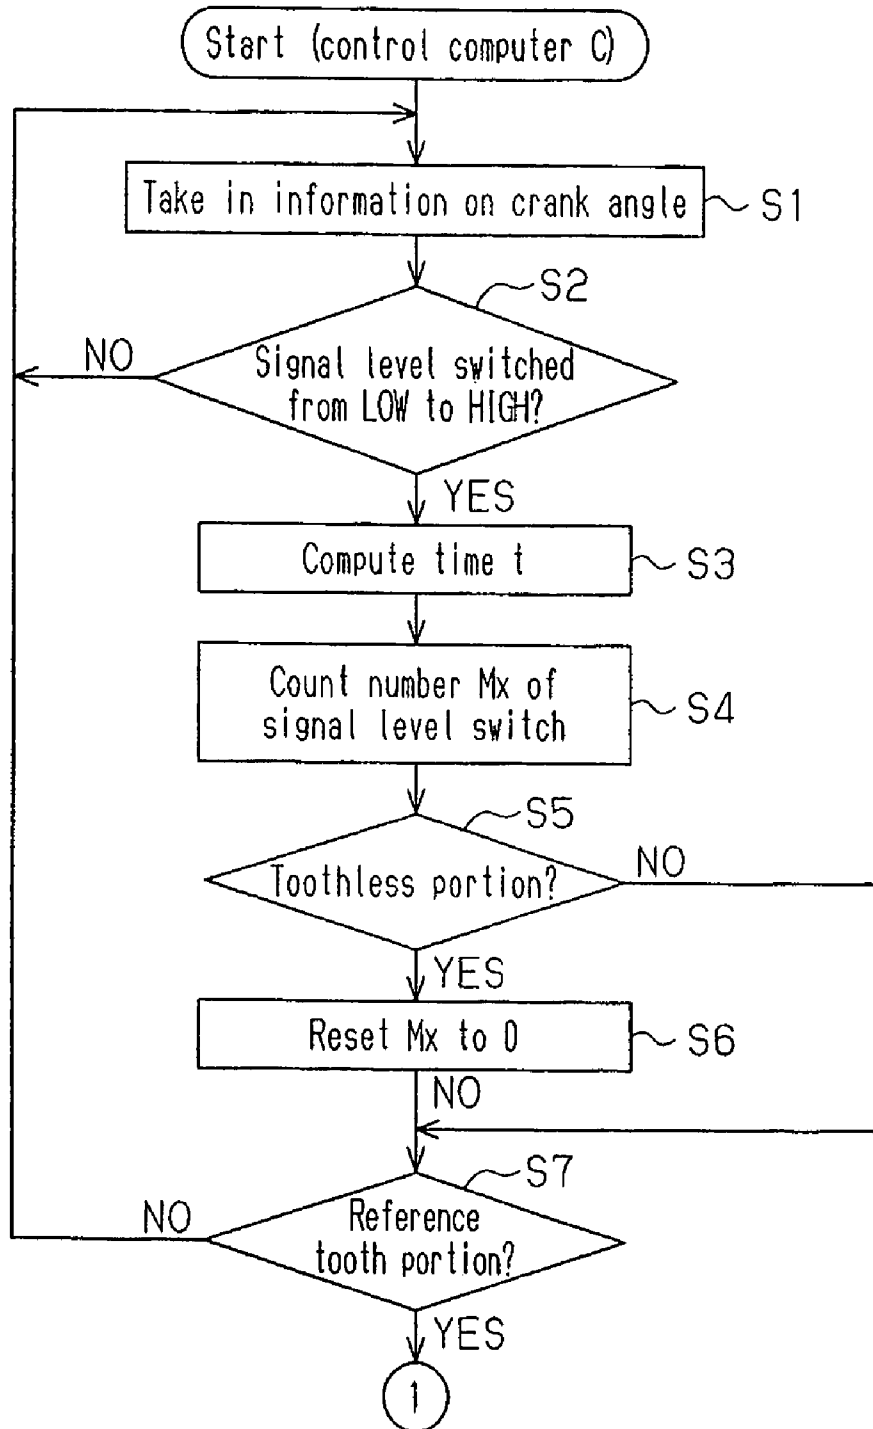 Start (control computer C)
Take in information on crank angle
S1
S2
NO
Signal level switched
from LOW to HIGH?
YES
Compute time t
S3
Count number Mx of
signal level switch
S4
S5
NO
Toothless portion?
YES
Reset Mx to 0
S6
NO
S7
NO
Reference
tooth portion?
YES
1